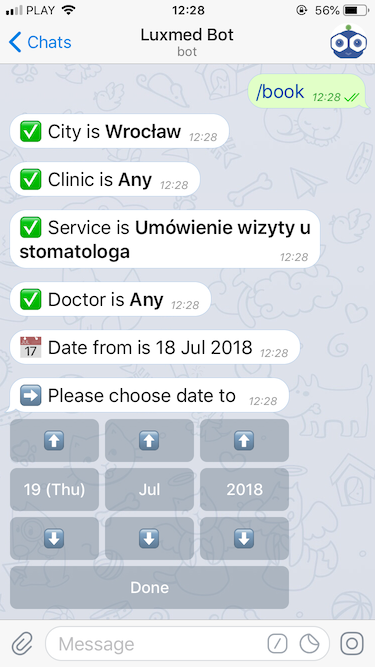 PLAY 12:28 56%
Chats
Luxmed Bot
bot
/book 12:28
City is Wrocław 12:28
Clinic is Any 12:28
Service is Umówienie wizyty u
stomatologa 12:28
Doctor is Any 12:28
17 Date from is 18 Jul 2018 12:28
Please choose date to 12:28
19 (Thu) Jul 2018
Done
Message